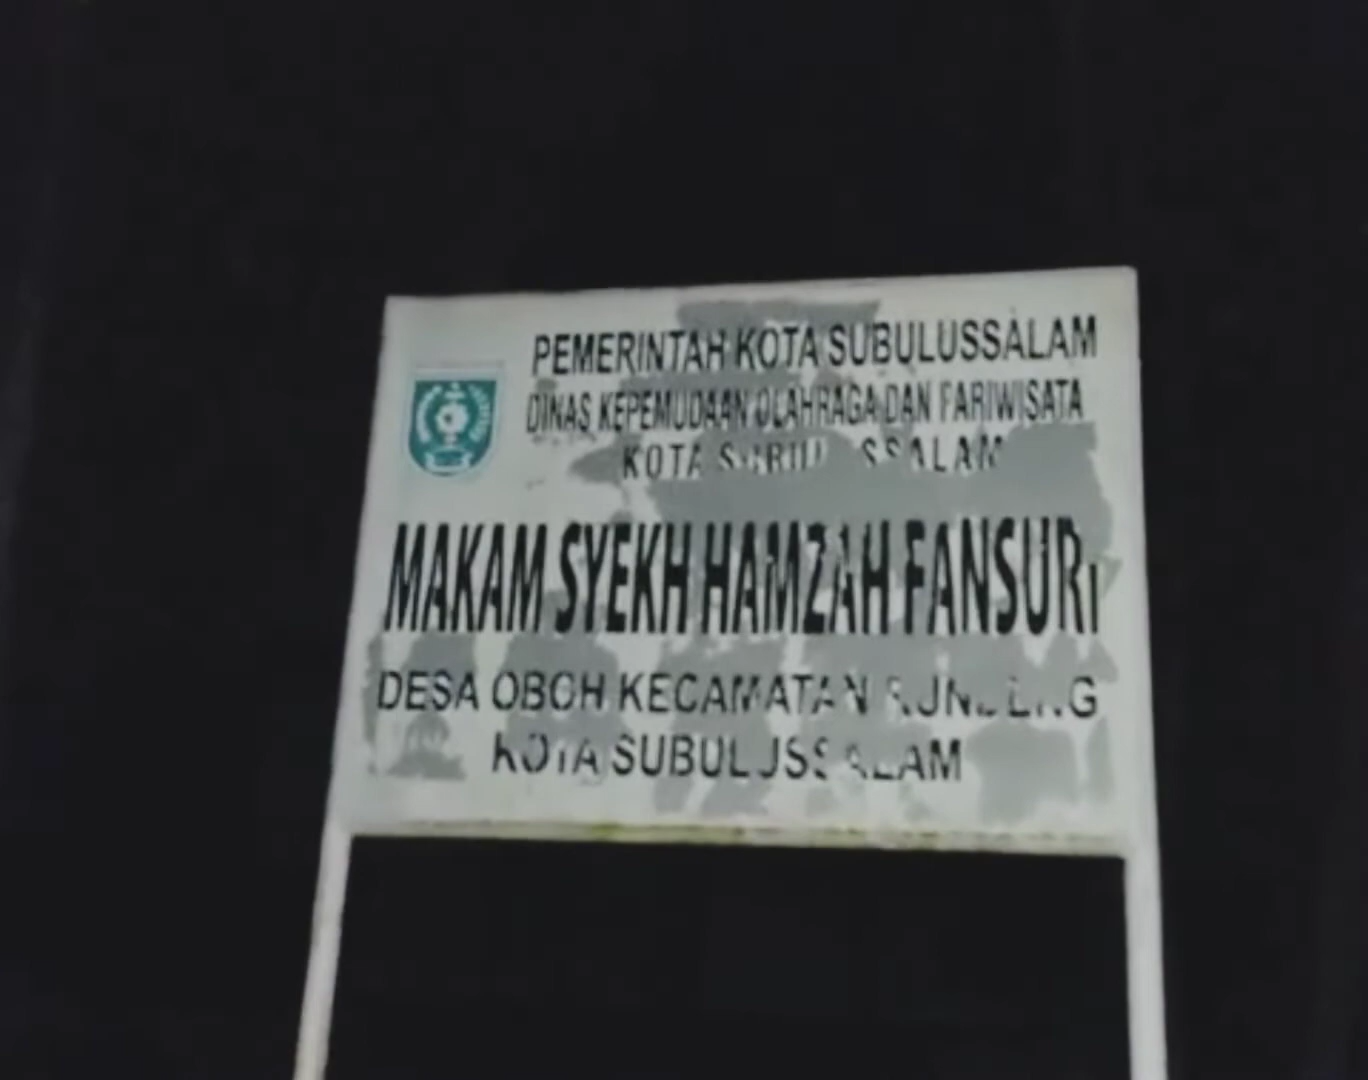 PEMERINTAH KOTA SUBULUSSALAM
DINAS KEPEMUDAAN OLAHRAGA DAN PARIWISATA
KOTA SUBULUSSALAM
MAKAM SYEKH HAMZAH FANSURI
DESA OBOH KECAMATAN RUNDENG
KOTA SUBULUSSALAM